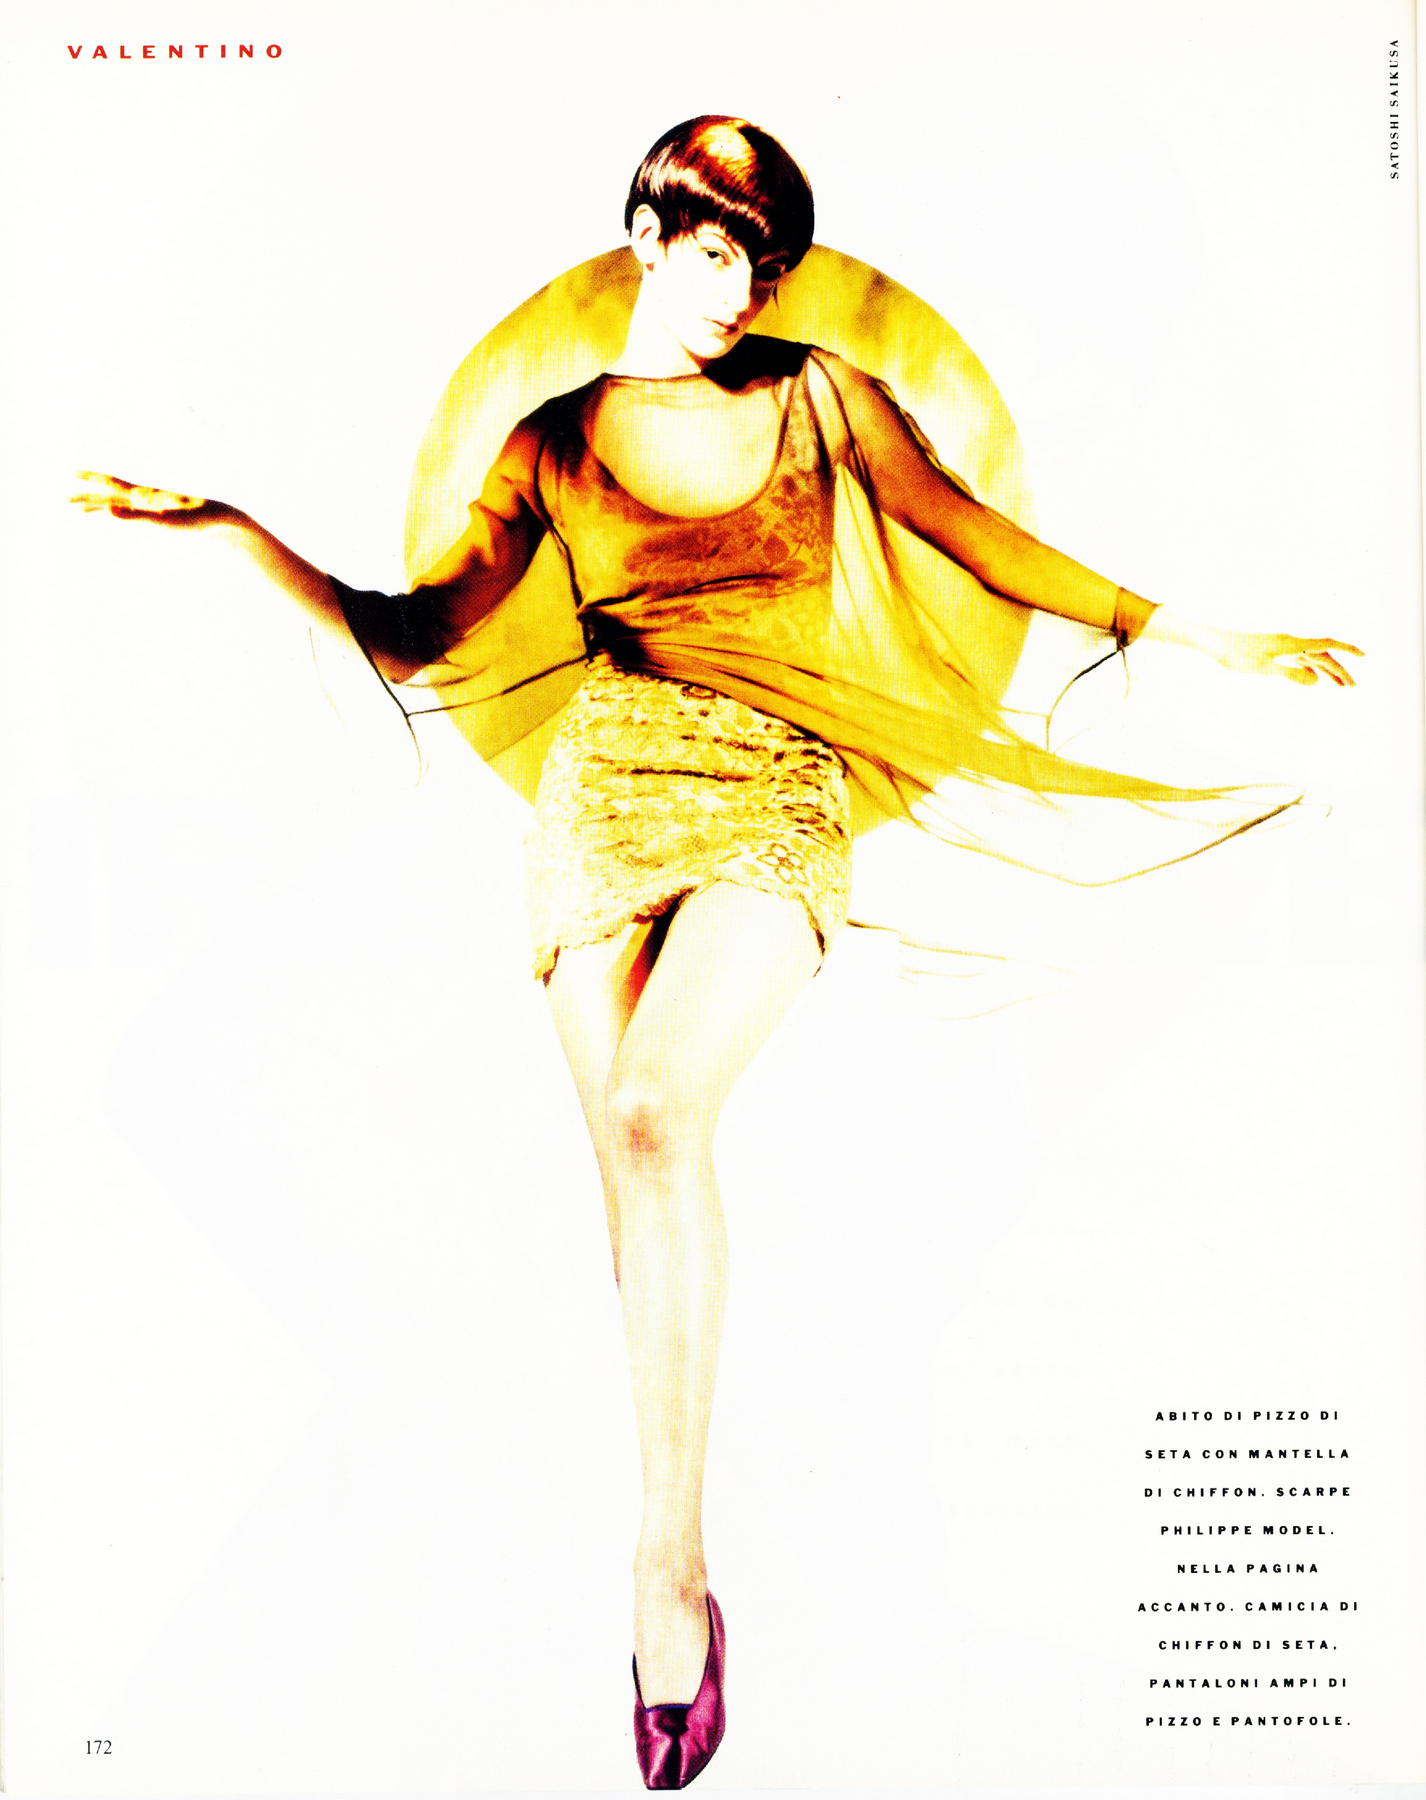 VALENTINO
SATOSHI SAIKUSA
ABITO DI PIZZO DI
SETA CON MANTELLA
DI CHIFFON. SCARPE
PHILIPPE MODEL.
NELLA PAGINA
ACCANTO. CAMICIA DI
CHIFFON DI SETA,
PANTALONI AMPI DI
PIZZO E PANTOFOLE.
172